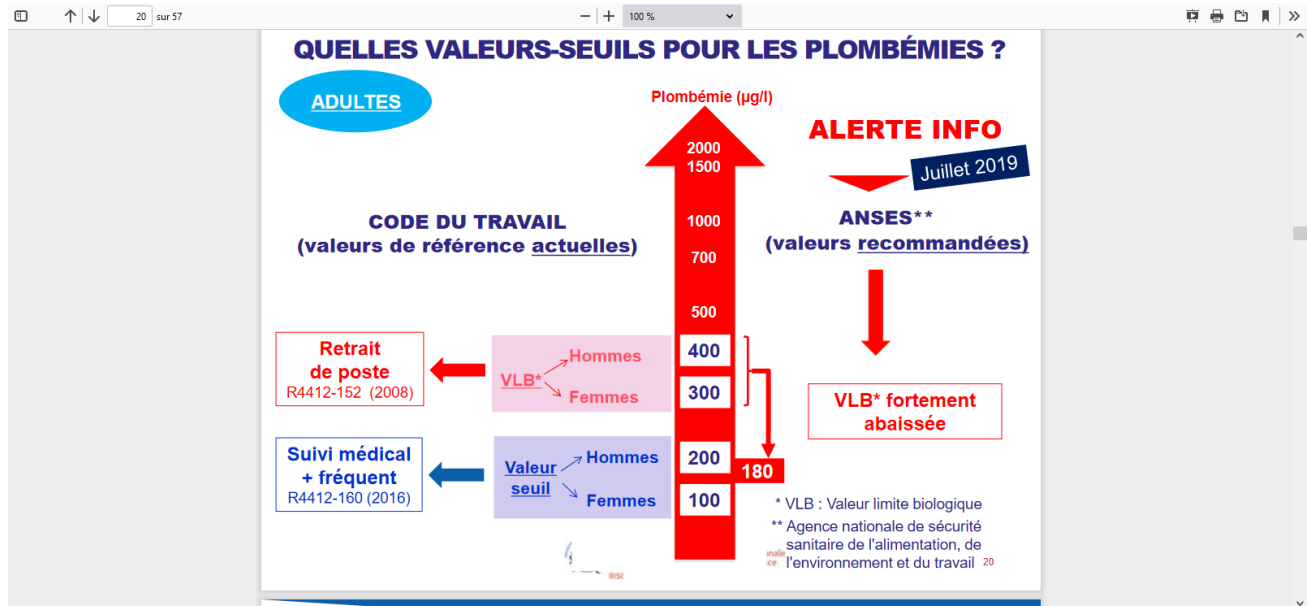 20 sur 57
100 %
QUELLES VALEURS-SEUILS POUR LES PLOMBÉMIES ?
ADULTES
Plombémie (µg/l)
ALERTE INFO
Juillet 2019
2000
1500
1000
700
500
400
300
200
100
CODE DU TRAVAIL
(valeurs de référence actuelles)
ANSES**
(valeurs recommandées)
Retrait
de poste
R4412-152 (2008)
VLB*
Hommes
Femmes
VLB* fortement
abaissée
Suivi médical
+ fréquent
R4412-160 (2016)
Valeur
seuil
Hommes
Femmes
180
* VLB : Valeur limite biologique
** Agence nationale de sécurité
sanitaire de l'alimentation, de
l'environnement et du travail
20